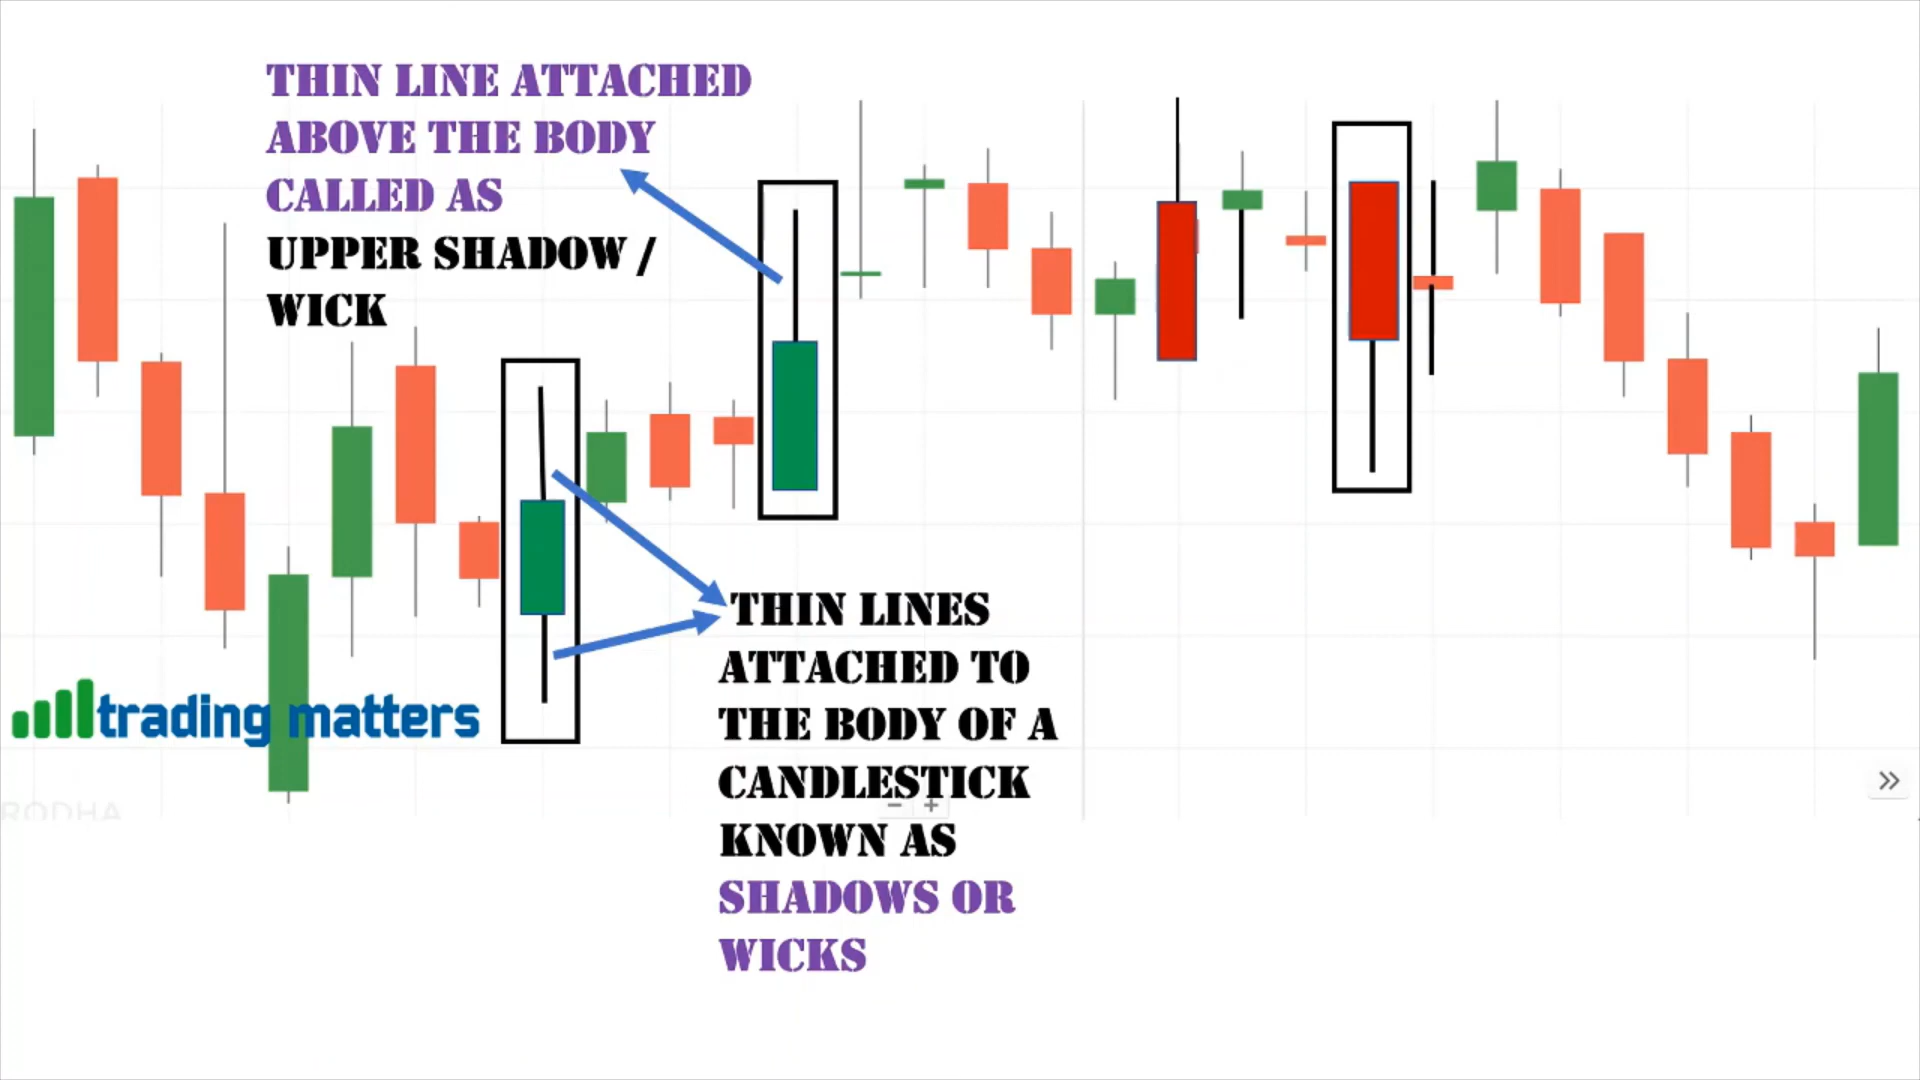 THIN LINE ATTACHED
ABOVE THE BODY
CALLED AS
UPPER SHADOW /
WICK
THIN LINES
ATTACHED TO
THE BODY OF A
CANDLESTICK
KNOWN AS
SHADOWS OR
WICKS
trading matters
RODHA